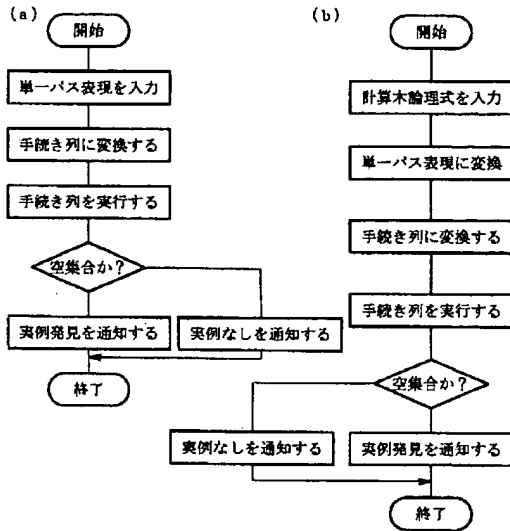 (a)
開始
単一パス表現を入力
手続き列に変換する
手続き列を実行する
空集合か?
実例発見を通知する
実例なしを通知する
終了
(b)
開始
計算木論理式を入力
単一パス表現に変換
手続き列に変換する
手続き列を実行する
空集合か?
実例なしを通知する
実例発見を通知する
終了